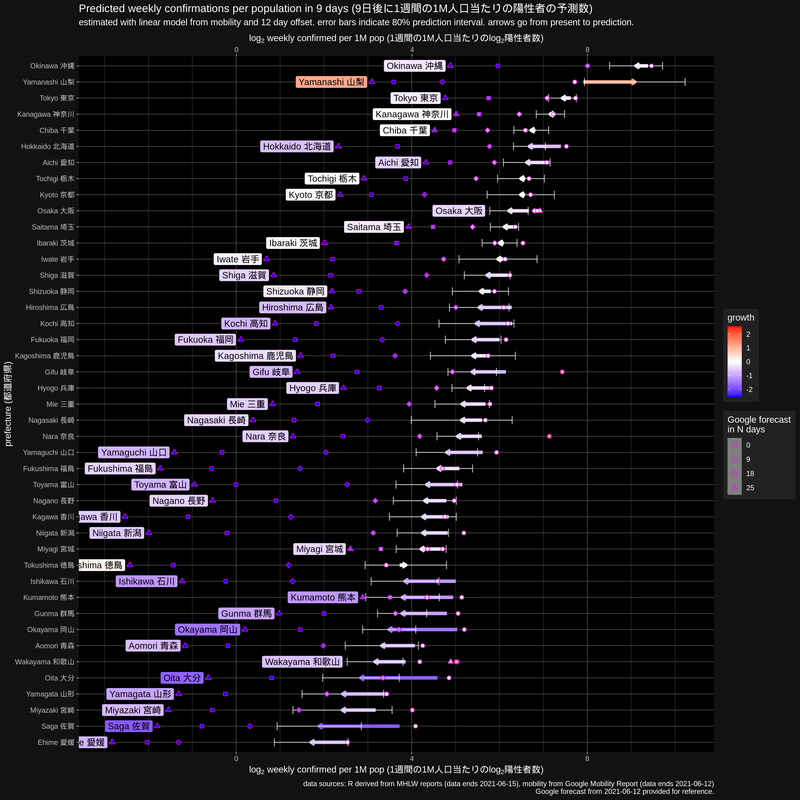 Predicted weekly confirmations per population in 9 days (9日後に1週間の1M人口当たりの陽性者の予測数)
estimated with linear model from mobility and 12 day offset. error bars indicate 80% prediction interval. arrows go from present to prediction.
log2 weekly confirmed per 1M pop (1週間の1M人口当たりのlog2陽性者数)
0 4 8
Okinawa 沖縄 Okinawa 沖縄
Yamanashi 山梨 Yamanashi 山梨
Tokyo 東京 Tokyo 東京
Kanagawa 神奈川 Kanagawa 神奈川
Chiba 千葉 Chiba 千葉
Hokkaido 北海道 Hokkaido 北海道
Aichi 愛知 Aichi 愛知
Tochigi 栃木 Tochigi 栃木
Kyoto 京都 Kyoto 京都
Osaka 大阪 Osaka 大阪
Saitama 埼玉 Saitama 埼玉
Ibaraki 茨城 Ibaraki 茨城
Iwate 岩手 Iwate 岩手
Shiga 滋賀 Shiga 滋賀
Shizuoka 静岡 Shizuoka 静岡
Hiroshima 広島 Hiroshima 広島
Kochi 高知 Kochi 高知
Fukuoka 福岡 Fukuoka 福岡
Kagoshima 鹿児島 Kagoshima 鹿児島
Gifu 岐阜 Gifu 岐阜
Hyogo 兵庫 Hyogo 兵庫
Mie 三重 Mie 三重
Nagasaki 長崎 Nagasaki 長崎
Nara 奈良 Nara 奈良
Yamaguchi 山口 Yamaguchi 山口
Fukushima 福島 Fukushima 福島
Toyama 富山 Toyama 富山
Nagano 長野 Nagano 長野
Kagawa 香川 awa 香川
Niigata 新潟 Niigata 新潟
Miyagi 宮城 Miyagi 宮城
Tokushima 徳島 shima 徳島
Ishikawa 石川 Ishikawa 石川
Kumamoto 熊本 Kumamoto 熊本
Gunma 群馬 Gunma 群馬
Okayama 岡山 Okayama 岡山
Aomori 青森 Aomori 青森
Wakayama 和歌山 Wakayama 和歌山
Oita 大分 Oita 大分
Yamagata 山形 Yamagata 山形
Miyazaki 宮崎 Miyazaki 宮崎
Saga 佐賀 Saga 佐賀
Ehime 愛媛 e 愛媛
prefecture (都道府県)
0 4 8
log2 weekly confirmed per 1M pop (1週間の1M人口当たりのlog2陽性者数)
growth
2
1
0
-1
-2
Google forecast
in N days
0
9
18
25
data sources: R derived from MHLW reports (data ends 2021-06-15), mobility from Google Mobility Report (data ends 2021-06-12)
Google forecast from 2021-06-12 provided for reference.